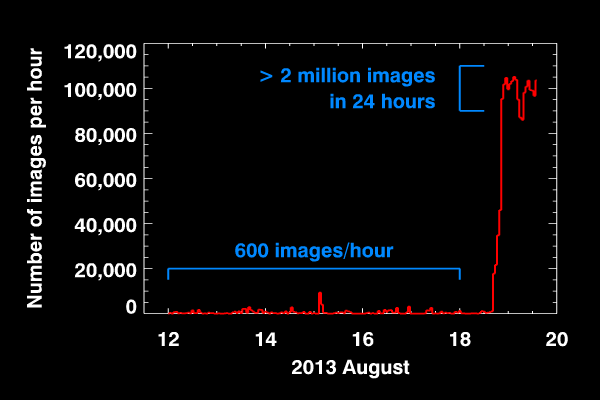 120,000
100,000
80,000
60,000
40,000
20,000
0
Number of images per hour
> 2 million images
in 24 hours
600 images/hour
12 14 16 18 20
2013 August